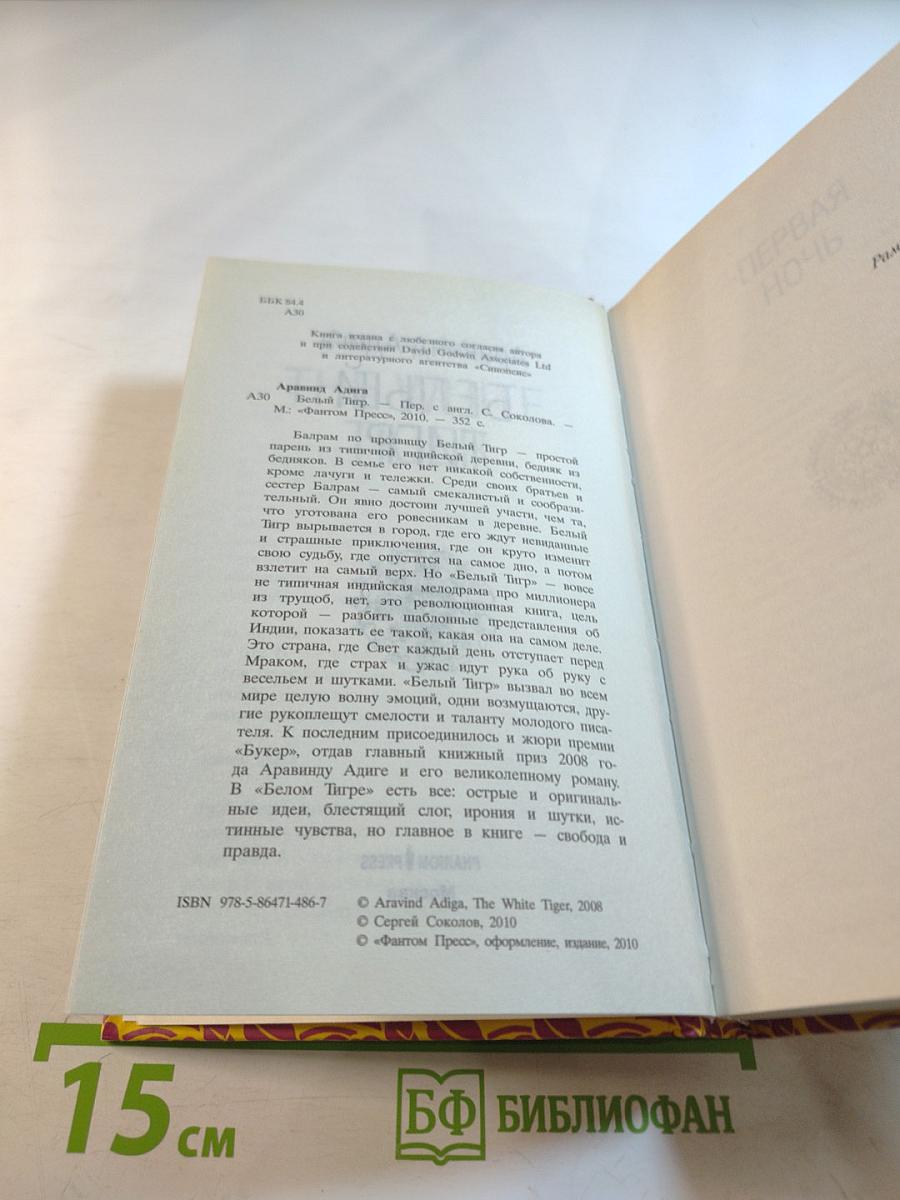 ББК 84.4
А30
Книга издана с любезного согласия автора
и при содействии David Godwin Associates Ltd
и литературного агентства «Синопсис»
Аравинд Адига
А30 Белый Тигр. — Пер. с англ. С. Соколова. —
М.: «Фантом Пресс», 2010. — 352 с.
Балрам по прозвищу Белый Тигр — простой
парень из типичной индийской деревни, бедняк из
бедняков. В семье его нет никакой собственности,
кроме лачуги и тележки. Среди своих братьев и
сестер Балрам — самый смекалистый и сообрази-
тельный. Он явно достоин лучшей участи, чем та,
что уготована его ровесникам в деревне. Белый
Тигр вырывается в город, где его ждут невиданные
и страшные приключения, где он круто изменит
свою судьбу, где опустится на самое дно, а потом
взлетит на самый верх. Но «Белый Тигр» — вовсе
не типичная индийская мелодрама про миллионера
из трущоб, нет, это революционная книга, цель
которой — разбить шаблонные представления об
Индии, показать ее такой, какая она на самом деле.
Это страна, где Свет каждый день отступает перед
Мраком, где страх и ужас идут рука об руку с
весельем и шутками. «Белый Тигр» вызвал во всем
мире целую волну эмоций, одни возмущаются, дру-
гие рукоплещут смелости и таланту молодого писа-
теля. К последним присоединилось и жюри премии
«Букер», отдав главный книжный приз 2008 го-
да Аравинду Адиге и его великолепному роману.
В «Белом Тигре» есть все: острые и оригиналь-
ные идеи, блестящий слог, ирония и шутки, ис-
тинные чувства, но главное в книге — свобода и
правда.
ISBN 978-5-86471-486-7
© Aravind Adiga, The White Tiger, 2008
© Сергей Соколов, 2010
© «Фантом Пресс», оформление, издание, 2010
ПЕРВАЯ
НОЧЬ
15 см
БФ БИБЛИОФАН